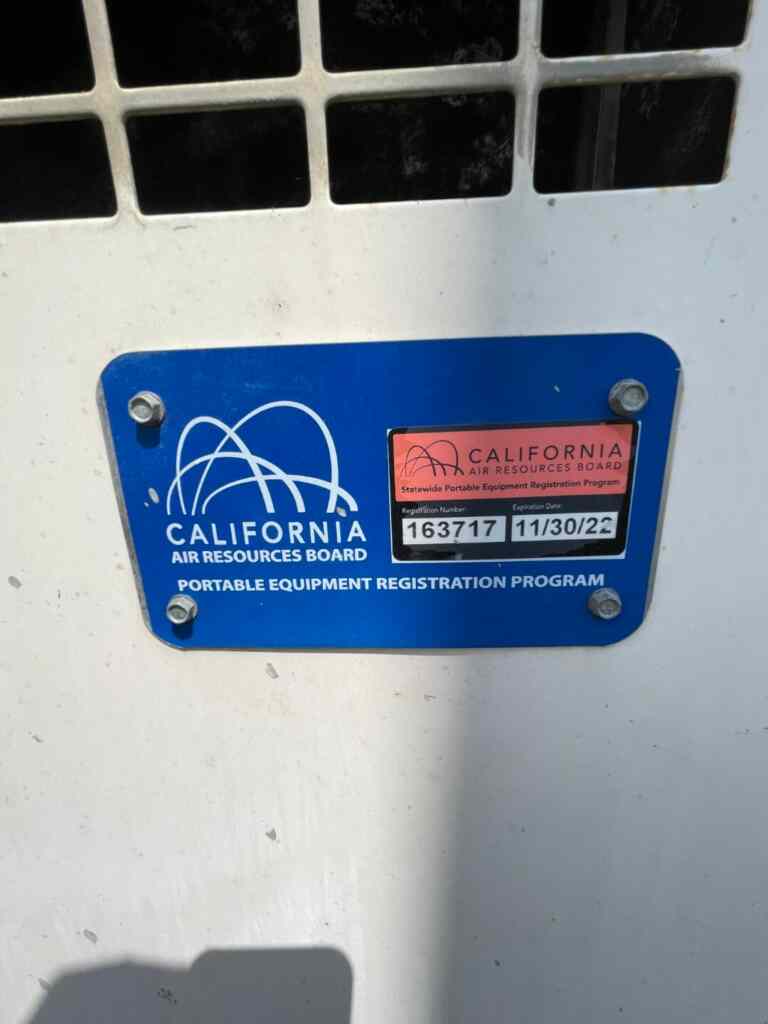 CALIFORNIA
AIR RESOURCES BOARD
PORTABLE EQUIPMENT REGISTRATION PROGRAM
CALIFORNIA
AIR RESOURCES BOARD
Statewide Portable Equipment Registration Program
Registration Number: Expiration Date:
163717 11/30/22